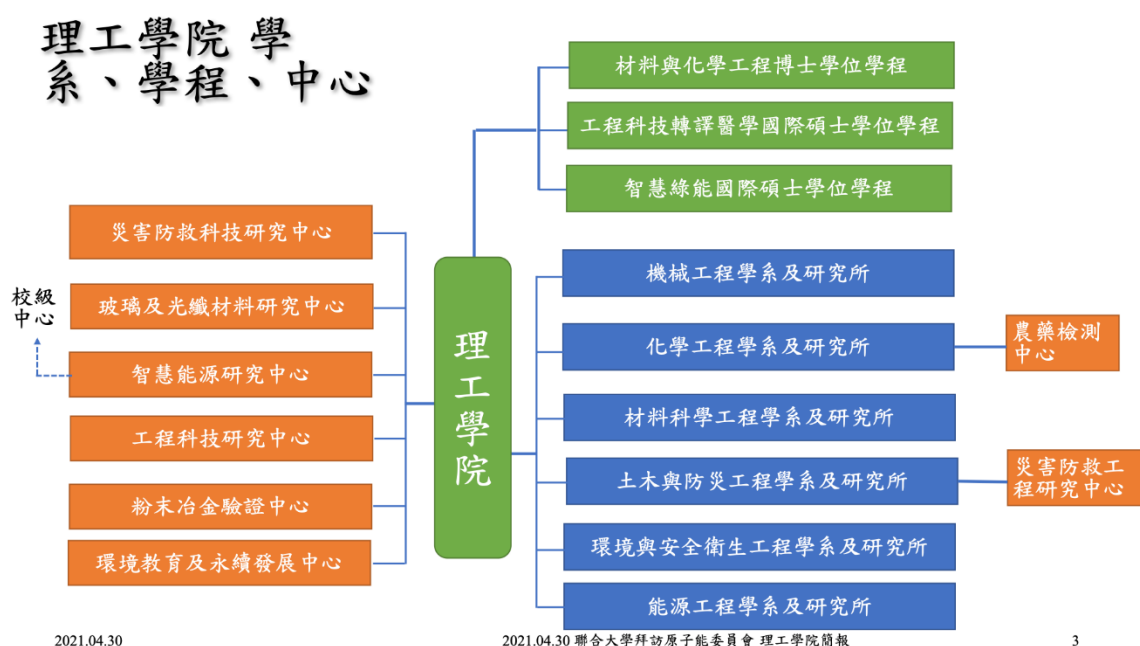 理工學院 學
系、學程、中心
材料與化學工程博士學位學程
工程科技轉譯醫學國際碩士學位學程
智慧綠能國際碩士學位學程
災害防救科技研究中心
玻璃及光纖材料研究中心
智慧能源研究中心
工程科技研究中心
粉末冶金驗證中心
環境教育及永續發展中心
校級
中心
理
工
學
院
機械工程學系及研究所
化學工程學系及研究所
材料科學工程學系及研究所
土木與防災工程學系及研究所
環境與安全衛生工程學系及研究所
能源工程學系及研究所
農藥檢測
中心
災害防救工
程研究中心
2021.04.30
2021.04.30 聯合大學拜訪原子能委員會 理工學院簡報
3